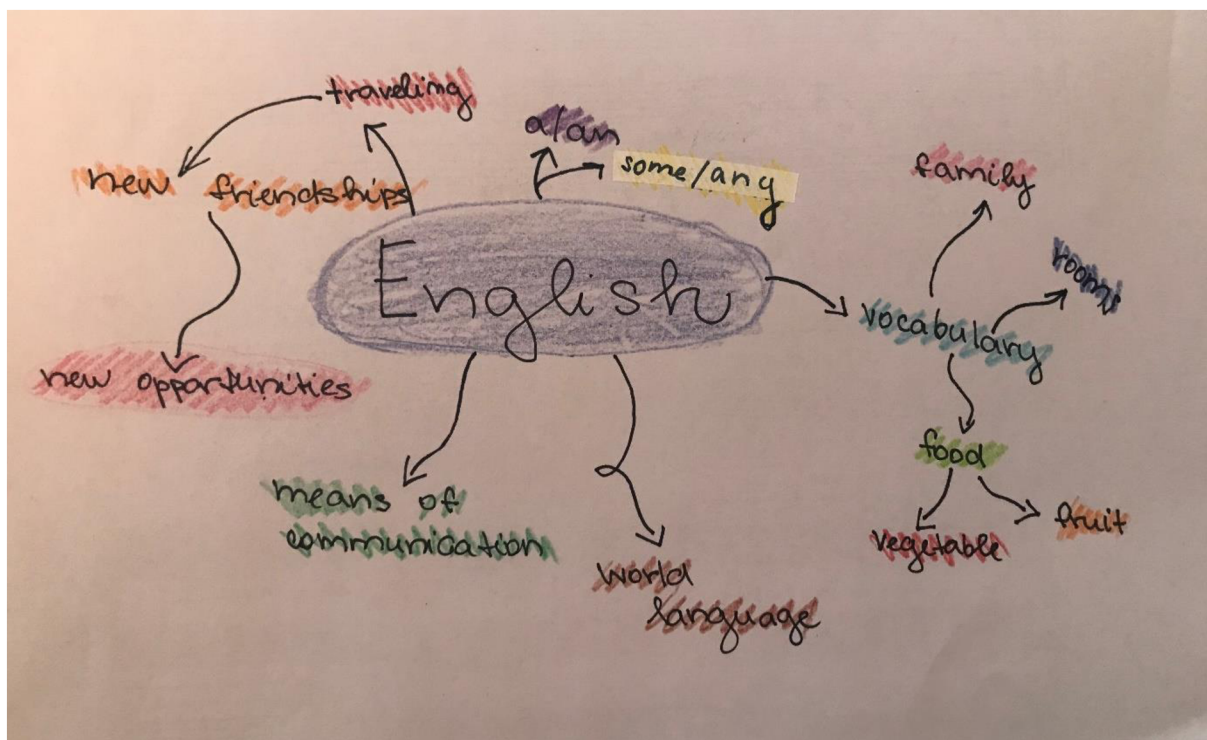 traveling
a/an
some/any
family
new friendships
rooms
English
vocabulary
new opportunities
food
means of
communication
vegetable
fruit
world
language